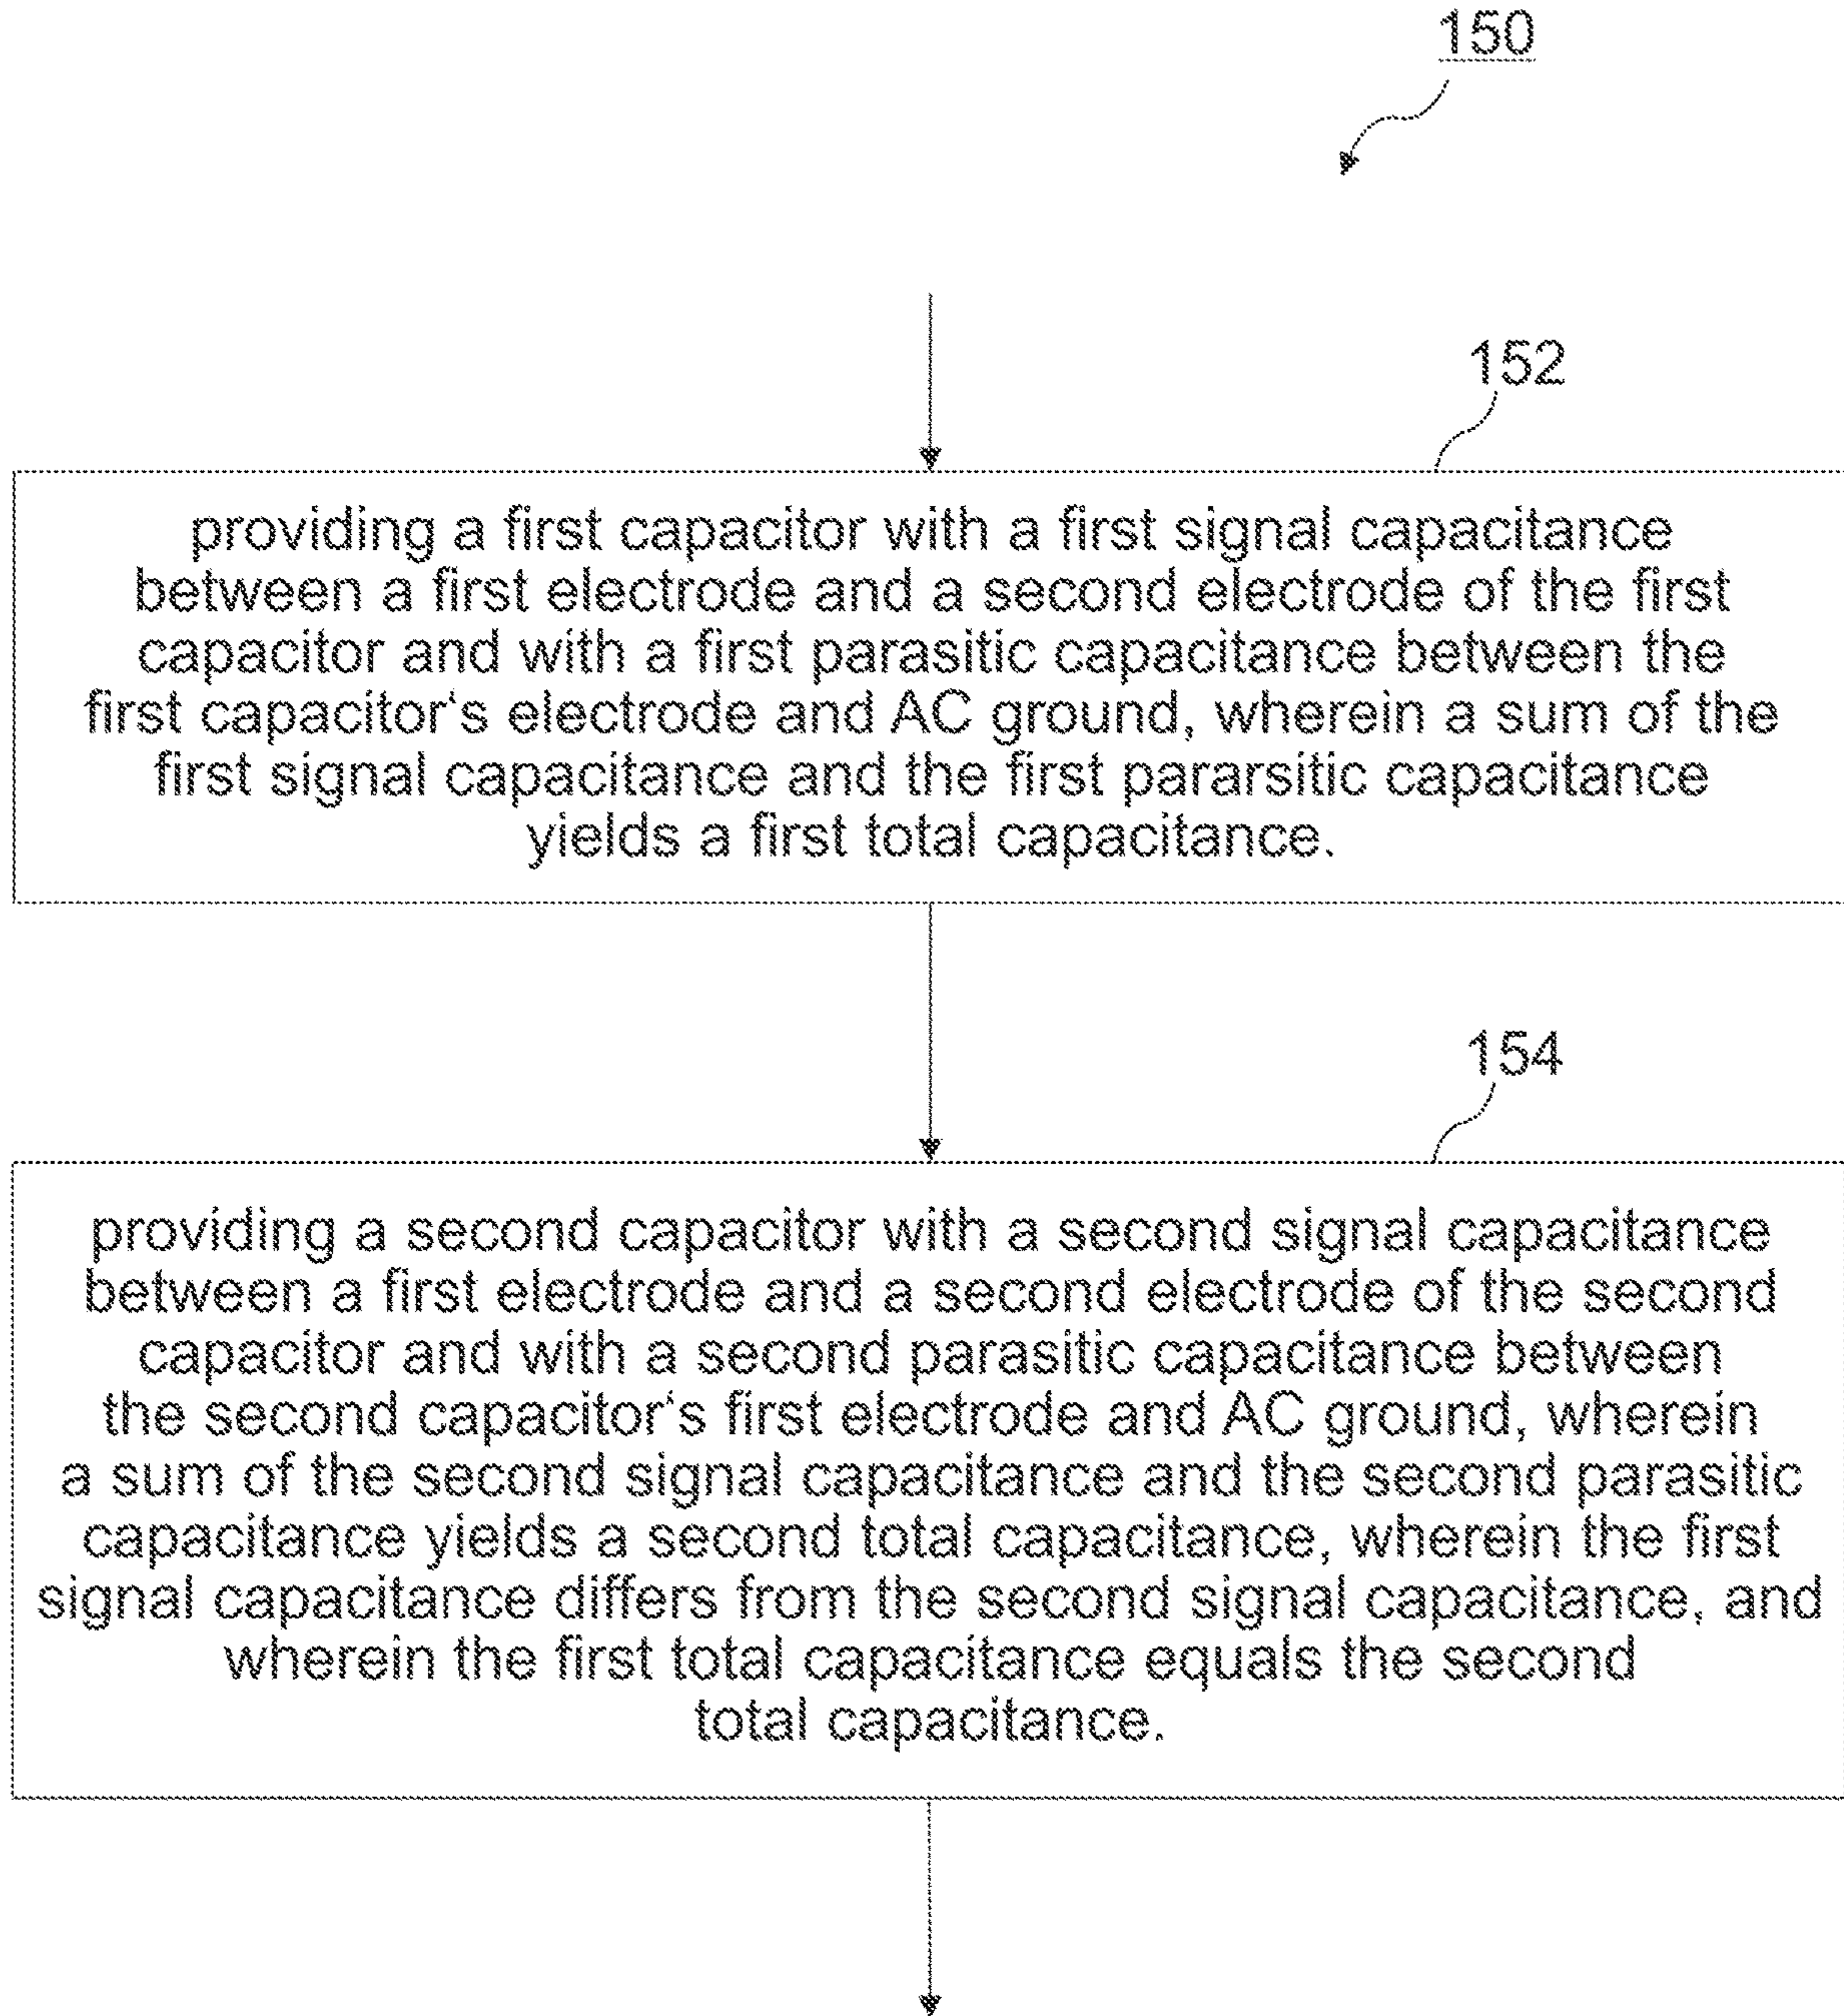 150
152
providing a first capacitor with a first signal capacitance
between a first electrode and a second electrode of the first
capacitor and with a first parasitic capacitance between the
first capacitor‘s electrode and AC ground, wherein a sum of the
first signal capacitance and the first pararsitic capacitance
yields a first total capacitance.
154
providing a second capacitor with a second signal capacitance
between a first electrode and a second electrode of the second
capacitor and with a second parasitic capacitance between
the second capacitor‘s first electrode and AC ground, wherein
a sum of the second signal capacitance and the second parasitic
capacitance yields a second total capacitance, wherein the first
signal capacitance differs from the second signal capacitance, and
wherein the first total capacitance equals the second
total capacitance.